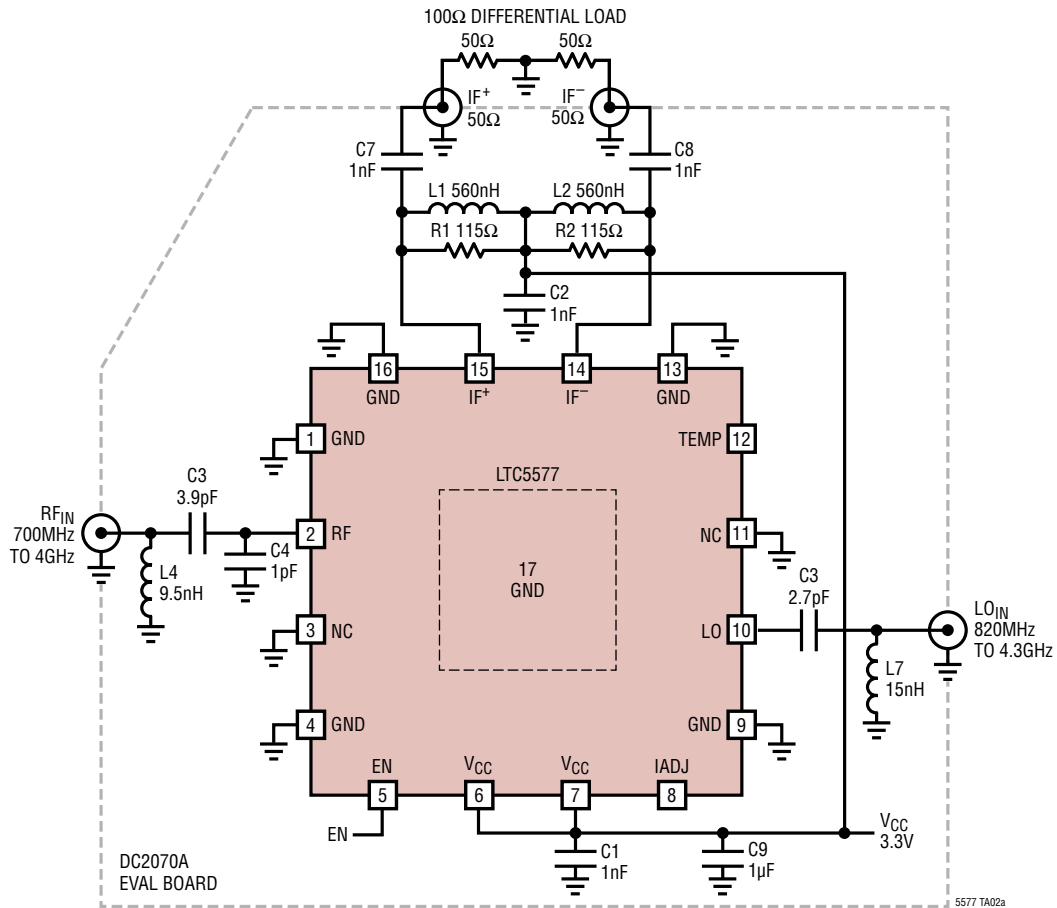 100Ω DIFFERENTIAL LOAD
50Ω
50Ω
IF+
50Ω
IF−
50Ω
C7
1nF
C8
1nF
L1 560nH
L2 560nH
R1 115Ω
R2 115Ω
C2
1nF
16
GND
15
IF+
14
IF−
13
GND
1
GND
TEMP
12
LTC5577
C3
3.9pF
RFIN
700MHz
TO 4GHz
2
RF
C4
1pF
L4
9.5nH
NC
11
17
GND
C3
2.7pF
3
NC
LO
10
LOIN
820MHz
TO 4.3GHz
L7
15nH
4
GND
GND
9
EN
5
VCC
6
VCC
7
IADJ
8
EN
VCC
3.3V
C1
1nF
C9
1µF
DC2070A
EVAL BOARD
5577 TA02a